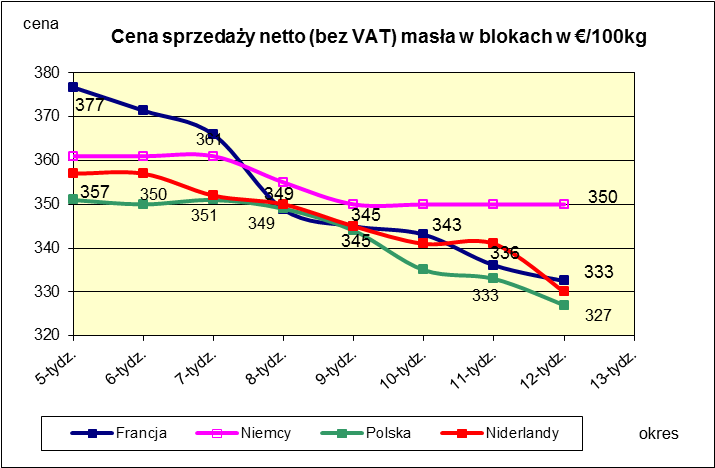 cena
Cena sprzedaży netto (bez VAT) masła w blokach w €/100kg
380
370
360
350
340
330
320
377
361
357
350
351
349
349
345
345
343
336
333
350
333
327
5-tydz.
6-tydz.
7-tydz.
8-tydz.
9-tydz.
10-tydz.
11-tydz.
12-tydz.
13-tydz.
Francja Niemcy Polska Niderlandy
okres